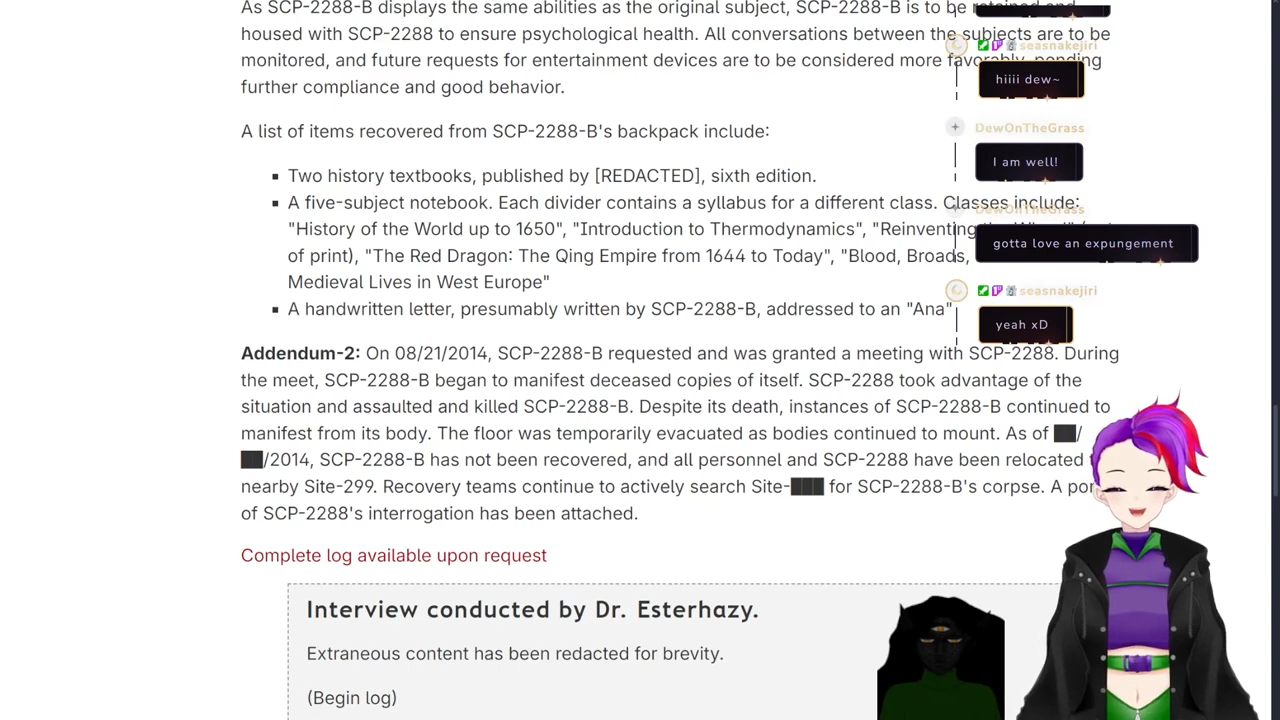 As SCP-2288-B displays the same abilities as the original subject, SCP-2288-B is to be retained and
housed with SCP-2288 to ensure psychological health. All conversations between the subjects are to be
monitored, and future requests for entertainment devices are to be considered more favorably, pending
further compliance and good behavior.
A list of items recovered from SCP-2288-B's backpack include:
Two history textbooks, published by [REDACTED], sixth edition.
A five-subject notebook. Each divider contains a syllabus for a different class. Classes include:
"History of the World up to 1650", "Introduction to Thermodynamics", "Reinventing
of print), "The Red Dragon: The Qing Empire from 1644 to Today", "Blood, Broads,
Medieval Lives in West Europe"
A handwritten letter, presumably written by SCP-2288-B, addressed to an "Ana"
Addendum-2: On 08/21/2014, SCP-2288-B requested and was granted a meeting with SCP-2288. During
the meet, SCP-2288-B began to manifest deceased copies of itself. SCP-2288 took advantage of the
situation and assaulted and killed SCP-2288-B. Despite its death, instances of SCP-2288-B continued to
manifest from its body. The floor was temporarily evacuated as bodies continued to mount. As of ██/
██/2014, SCP-2288-B has not been recovered, and all personnel and SCP-2288 have been relocated
nearby Site-299. Recovery teams continue to actively search Site-███ for SCP-2288-B's corpse. A
of SCP-2288's interrogation has been attached.
Complete log available upon request
Interview conducted by Dr. Esterhazy.
Extraneous content has been redacted for brevity.
(Begin log)
seasnakejiri
hiiii dew~
DewOnTheGrass
I am well!
DewOnTheGrass
gotta love an expungement
seasnakejiri
yeah xD